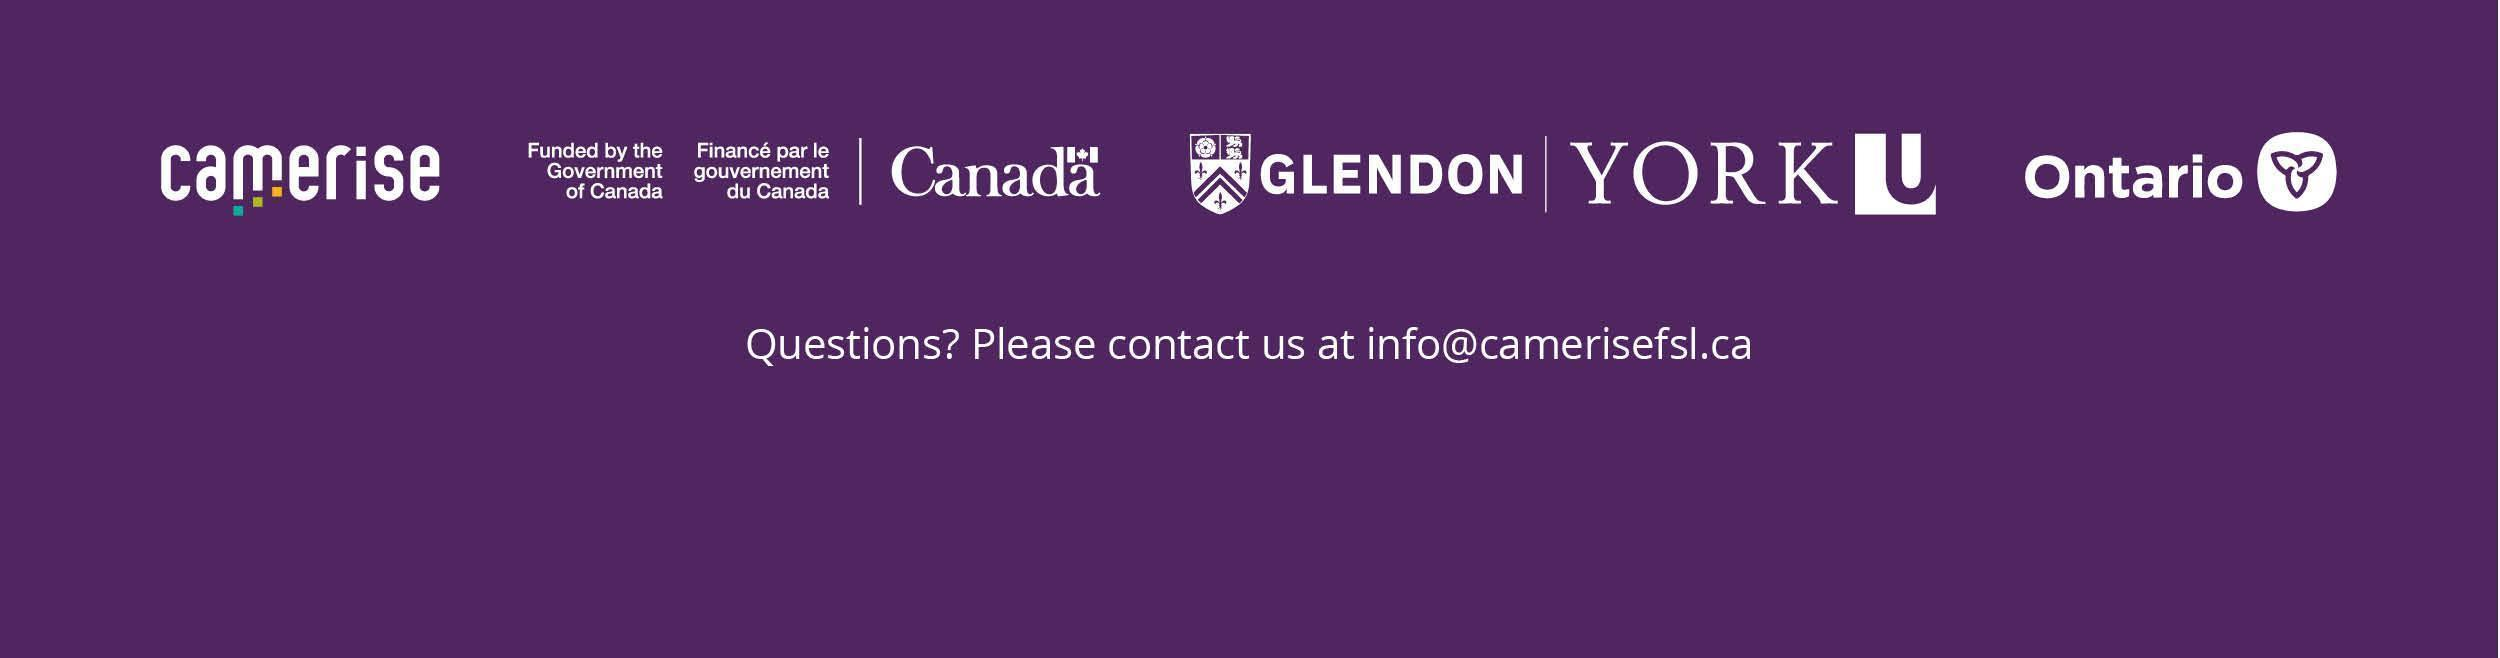 camerise
Funded by the
Government
of Canada
Financé par le
gouvernement
du Canada
Canada
GLENDON
YORK U
Ontario
Questions? Please contact us at info@camerisefsl.ca